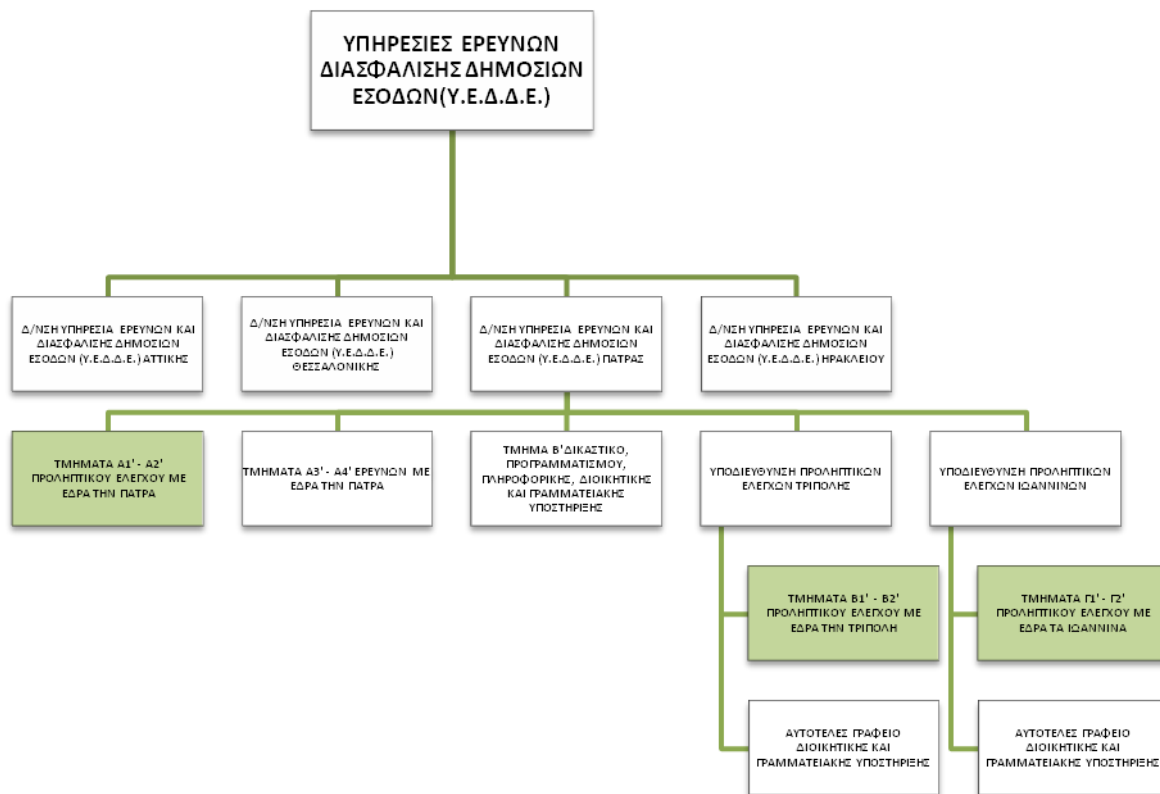 ΥΠΗΡΕΣΙΕΣ ΕΡΕΥΝΩΝ
ΔΙΑΣΦΑΛΙΣΗΣ ΔΗΜΟΣΙΩΝ
ΕΣΟΔΩΝ(Υ.Ε.Δ.Δ.Ε.)
Δ/ΝΣΗ ΥΠΗΡΕΣΙΑ ΕΡΕΥΝΩΝ ΚΑΙ
ΔΙΑΣΦΑΛΙΣΗΣ ΔΗΜΟΣΙΩΝ
ΕΣΟΔΩΝ (Υ.Ε.Δ.Δ.Ε.) ΑΤΤΙΚΗΣ
Δ/ΝΣΗ ΥΠΗΡΕΣΙΑ ΕΡΕΥΝΩΝ ΚΑΙ
ΔΙΑΣΦΑΛΙΣΗΣ ΔΗΜΟΣΙΩΝ
ΕΣΟΔΩΝ (Υ.Ε.Δ.Δ.Ε.)
ΘΕΣΣΑΛΟΝΙΚΗΣ
Δ/ΝΣΗ ΥΠΗΡΕΣΙΑ ΕΡΕΥΝΩΝ ΚΑΙ
ΔΙΑΣΦΑΛΙΣΗΣ ΔΗΜΟΣΙΩΝ
ΕΣΟΔΩΝ (Υ.Ε.Δ.Δ.Ε.) ΠΑΤΡΑΣ
Δ/ΝΣΗ ΥΠΗΡΕΣΙΑ ΕΡΕΥΝΩΝ ΚΑΙ
ΔΙΑΣΦΑΛΙΣΗΣ ΔΗΜΟΣΙΩΝ
ΕΣΟΔΩΝ (Υ.Ε.Δ.Δ.Ε.) ΗΡΑΚΛΕΙΟΥ
ΤΜΗΜΑΤΑ Α1' - Α2'
ΠΡΟΛΗΠΤΙΚΟΥ ΕΛΕΓΧΟΥ ΜΕ
ΕΔΡΑ ΤΗΝ ΠΑΤΡΑ
ΤΜΗΜΑΤΑ Α3' - Α4' ΕΡΕΥΝΩΝ ΜΕ
ΕΔΡΑ ΤΗΝ ΠΑΤΡΑ
ΤΜΗΜΑ Β'ΔΙΚΑΣΤΙΚΟ,
ΠΡΟΓΡΑΜΜΑΤΙΣΜΟΥ,
ΠΛΗΡΟΦΟΡΙΚΗΣ, ΔΙΟΙΚΗΤΙΚΗΣ
ΚΑΙ ΓΡΑΜΜΑΤΕΙΑΚΗΣ
ΥΠΟΣΤΗΡΙΞΗΣ
ΥΠΟΔΙΕΥΘΥΝΣΗ ΠΡΟΛΗΠΤΙΚΩΝ
ΕΛΕΓΧΩΝ ΤΡΙΠΟΛΗΣ
ΥΠΟΔΙΕΥΘΥΝΣΗ ΠΡΟΛΗΠΤΙΚΩΝ
ΕΛΕΓΧΩΝ ΙΩΑΝΝΙΝΩΝ
ΤΜΗΜΑΤΑ Β1' - Β2'
ΠΡΟΛΗΠΤΙΚΟΥ ΕΛΕΓΧΟΥ ΜΕ
ΕΔΡΑ ΤΗΝ ΤΡΙΠΟΛΗ
ΤΜΗΜΑΤΑ Γ1' - Γ2'
ΠΡΟΛΗΠΤΙΚΟΥ ΕΛΕΓΧΟΥ ΜΕ
ΕΔΡΑ ΤΑ ΙΩΑΝΝΙΝΑ
ΑΥΤΟΤΕΛΕΣ ΓΡΑΦΕΙΟ
ΔΙΟΙΚΗΤΙΚΗΣ ΚΑΙ
ΓΡΑΜΜΑΤΕΙΑΚΗΣ ΥΠΟΣΤΗΡΙΞΗΣ
ΑΥΤΟΤΕΛΕΣ ΓΡΑΦΕΙΟ
ΔΙΟΙΚΗΤΙΚΗΣ ΚΑΙ
ΓΡΑΜΜΑΤΕΙΑΚΗΣ ΥΠΟΣΤΗΡΙΞΗΣ